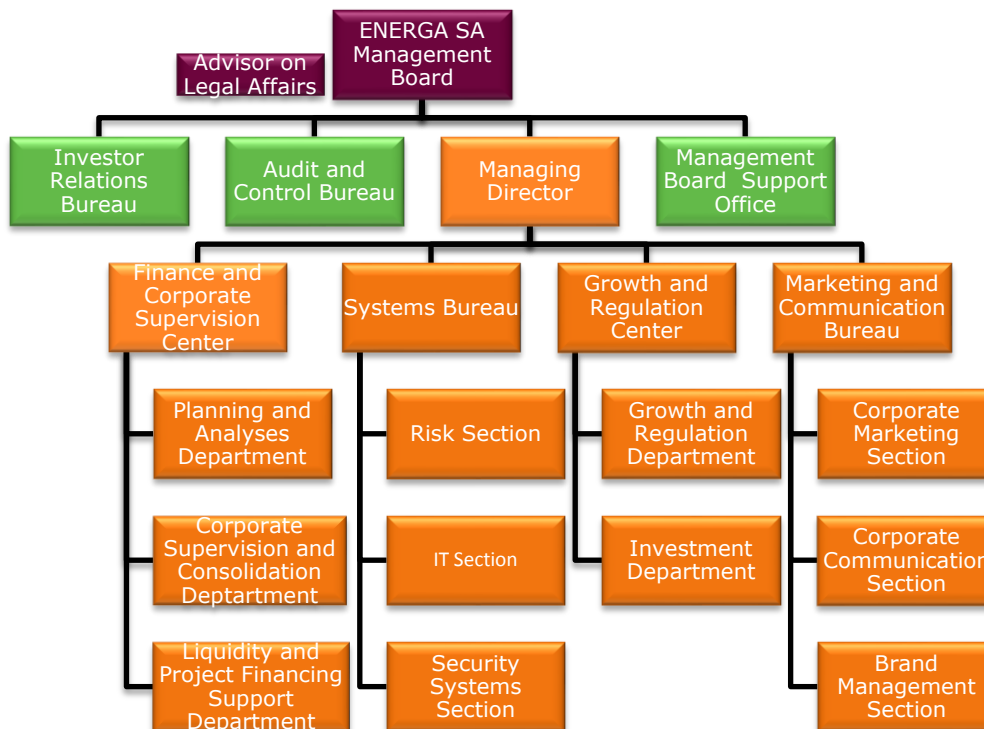 ENERGA SA
Management
Board
Advisor on
Legal Affairs
Investor
Relations
Bureau
Audit and
Control Bureau
Managing
Director
Management
Board Support
Office
Finance and
Corporate
Supervision
Center
Systems Bureau
Growth and
Regulation
Center
Marketing and
Communication
Bureau
Planning and
Analyses
Department
Risk Section
Growth and
Regulation
Department
Corporate
Marketing
Section
Corporate
Supervision and
Consolidation
Deptartment
IT Section
Investment
Department
Corporate
Communication
Section
Liquidity and
Project Financing
Support
Department
Security
Systems
Section
Brand
Management
Section